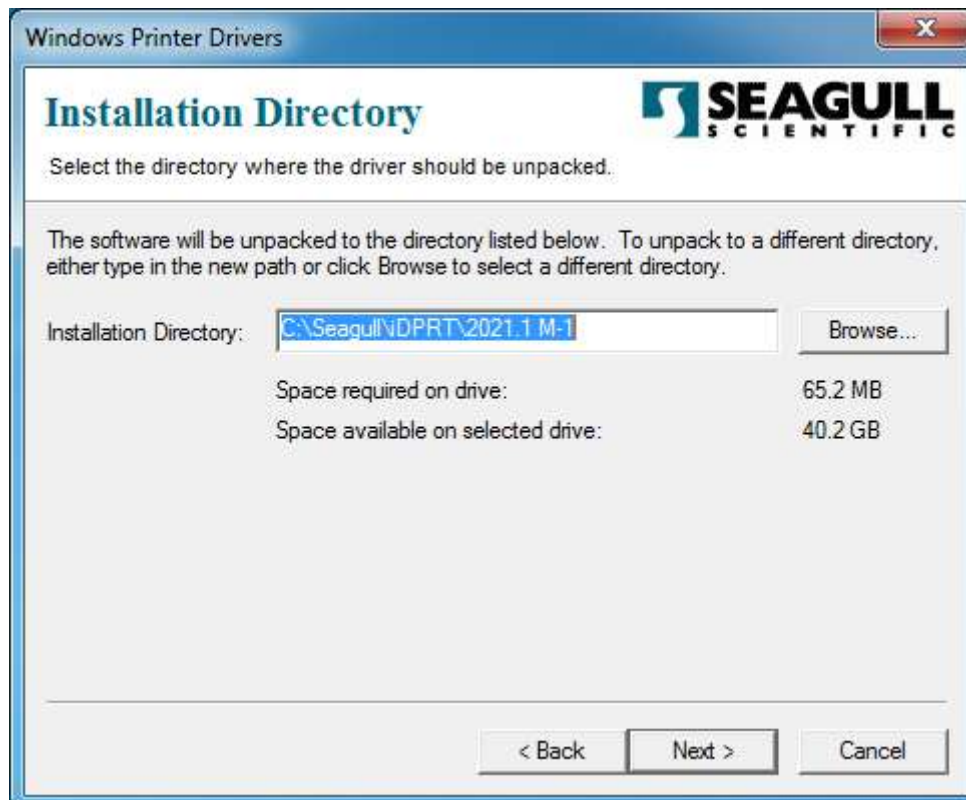 Windows Printer Drivers
Installation Directory
SEAGULL
SCIENTIFIC
Select the directory where the driver should be unpacked.
The software will be unpacked to the directory listed below. To unpack to a different directory,
either type in the new path or click Browse to select a different directory.
Installation Directory: C:\Seagull\iDPRT\2021.1 M-1 Browse...
Space required on drive: 65.2 MB
Space available on selected drive: 40.2 GB
< Back Next > Cancel